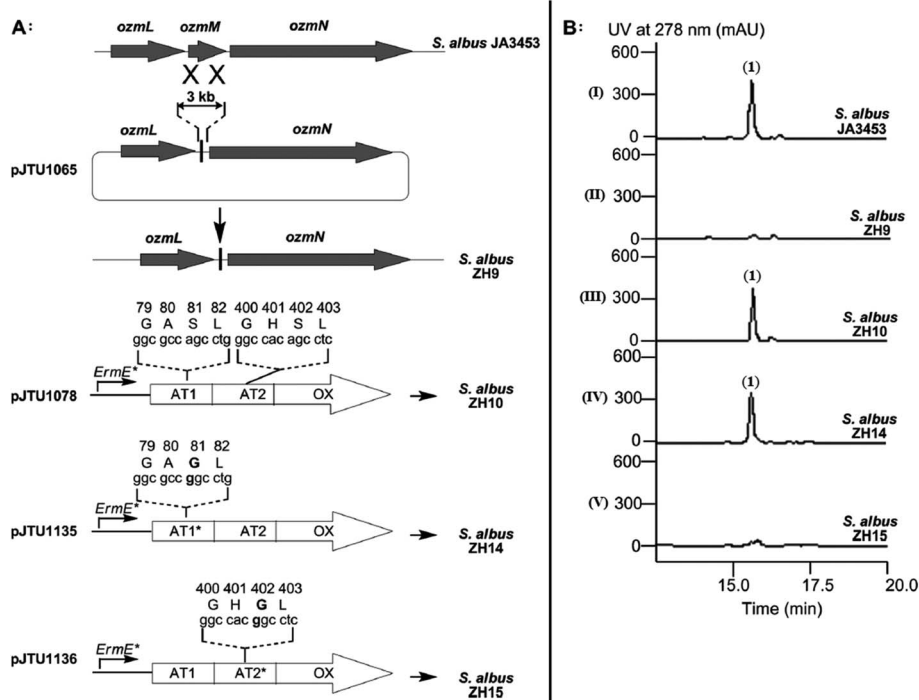 A:
ozmL ozmM ozmN
S. albus JA3453
X X
3 kb
ozmL ozmN
pJTU1065
ozmL ozmN
S. albus
ZH9
79 80 81 82 400 401 402 403
G A S L G H S L
ggc gcc agc ctg ggc cac agc ctc
ErmE*
pJTU1078
AT1 AT2 OX
S. albus
ZH10
79 80 81 82
G A G L
ggc gcc ggc ctg
ErmE*
pJTU1135
AT1* AT2 OX
S. albus
ZH14
400 401 402 403
G H G L
ggc cac ggc ctc
ErmE*
pJTU1136
AT1 AT2* OX
S. albus
ZH15
B: UV at 278 nm (mAU)
600
(1)
(I) 300
S. albus
JA3453
0
600
(II) 300
S. albus
ZH9
0
600
(1)
(III) 300
S. albus
ZH10
0
600
(1)
(IV) 300
S. albus
ZH14
0
600
(V) 300
S. albus
ZH15
0
15.0 17.5 20.0
Time (min)